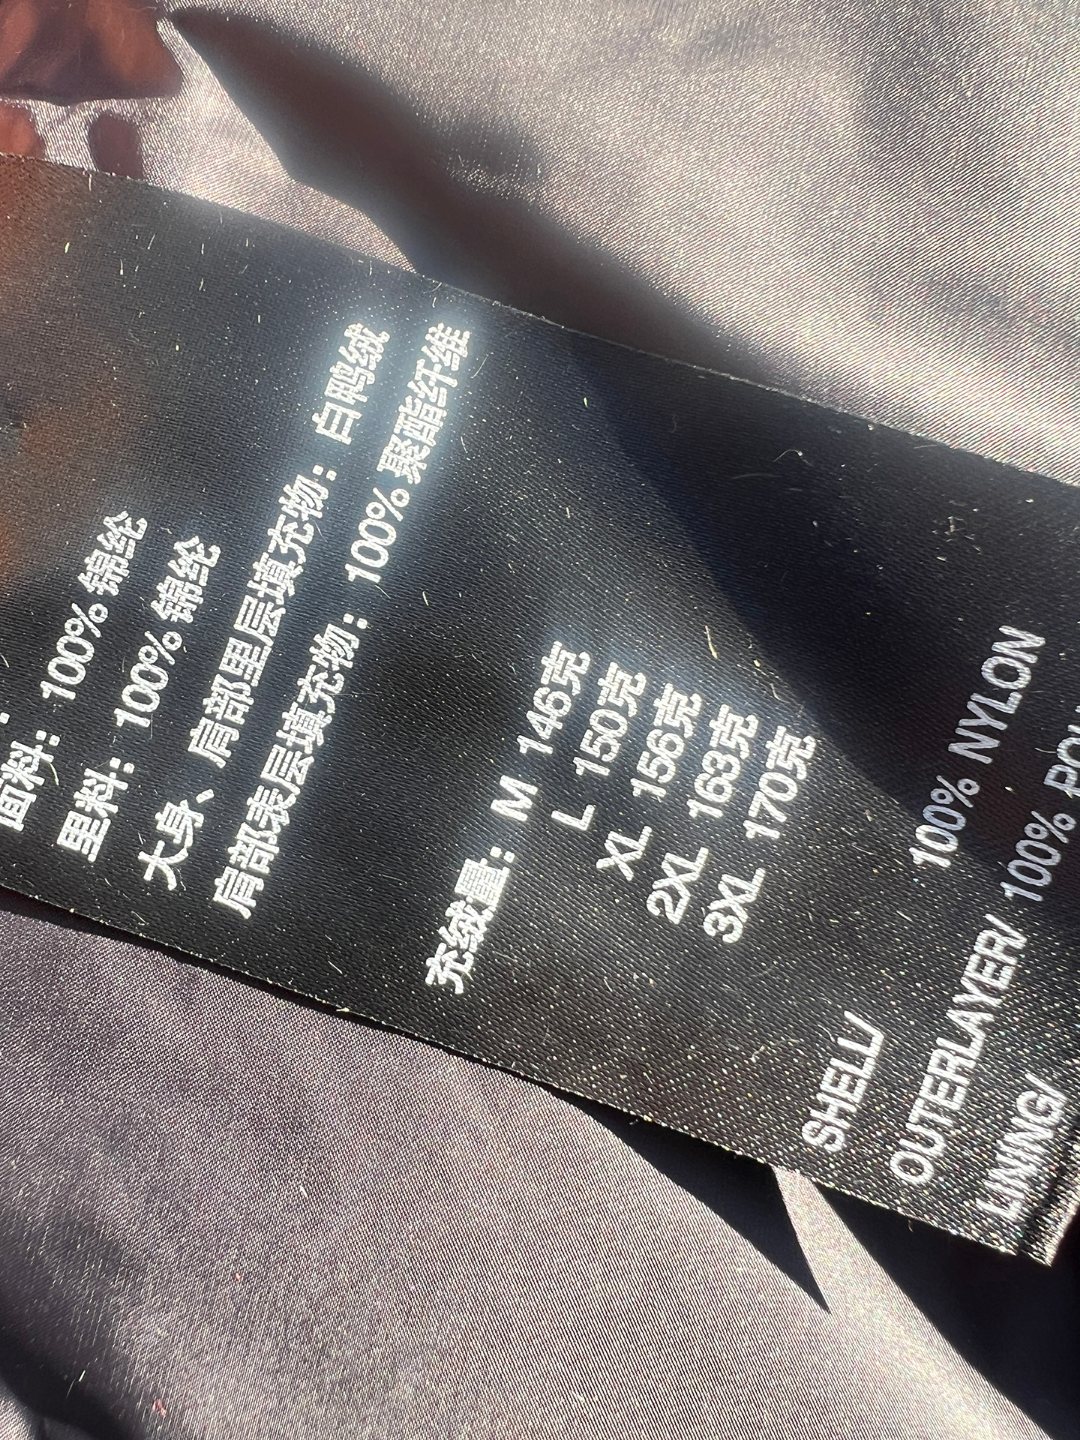 面料： 100% 锦纶
里料： 100% 锦纶
大身、肩部里层填充物： 白鸭绒
肩部表层填充物： 100% 聚酯纤维
充绒量： M 146克
L 150克
XL 156克
2XL 163克
3XL 170克
SHELL/
OUTERLAYER/ 100% NYLON
LINING/ 100%